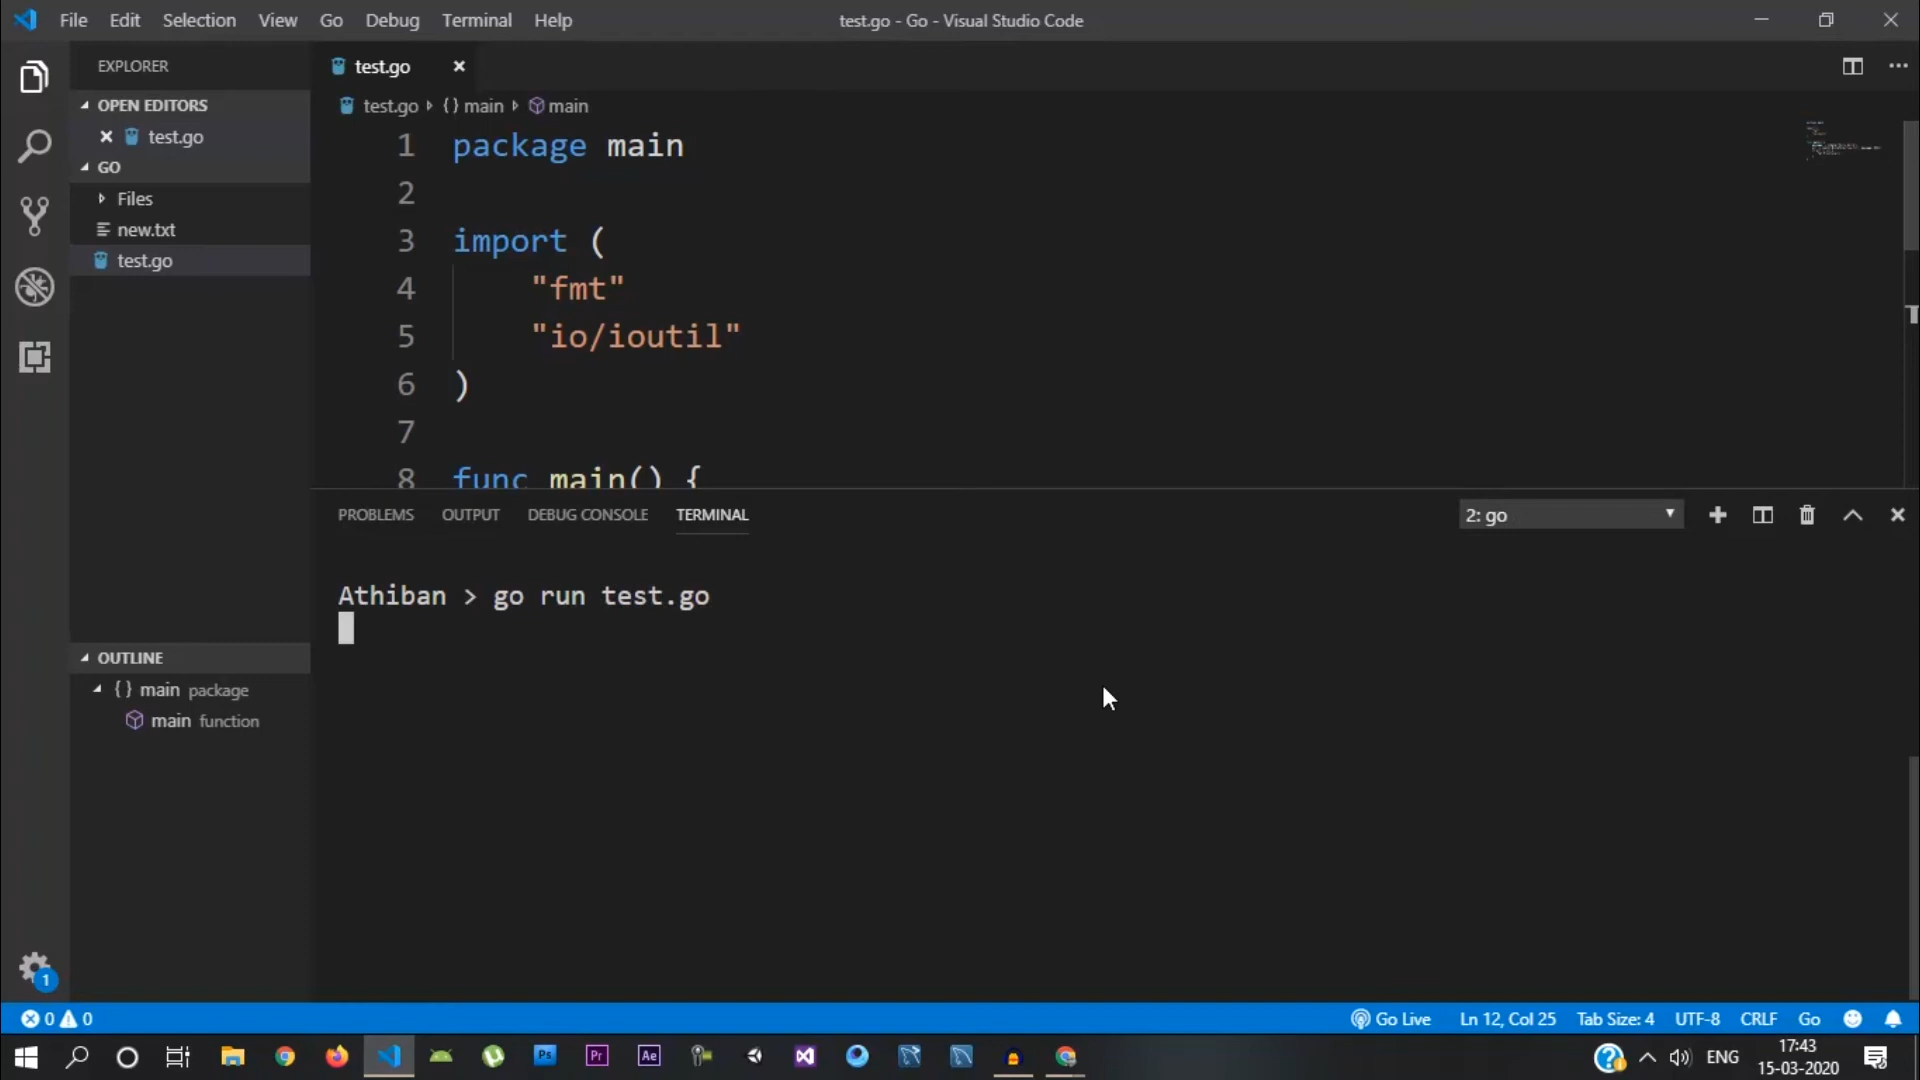 File Edit Selection View Go Debug Terminal Help
test.go - Go - Visual Studio Code
EXPLORER
OPEN EDITORS
test.go
GO
Files
new.txt
test.go
OUTLINE
{} main package
main function
test.go
test.go {} main main
1 package main
2
3 import (
4 "fmt"
5 "io/ioutil"
6 )
7
8 func main() {
PROBLEMS OUTPUT DEBUG CONSOLE TERMINAL
2: go
Athiban > go run test.go
1
0 0
Go Live Ln 12, Col 25 Tab Size: 4 UTF-8 CRLF Go
Ps Pr Ae
ENG
17:43
15-03-2020